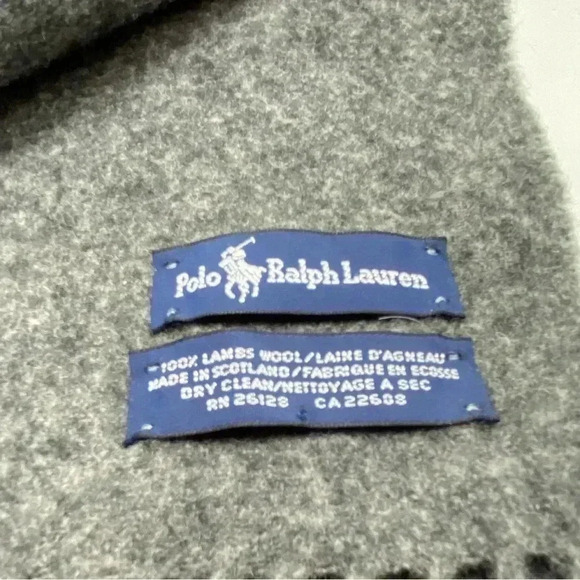 Polo Ralph Lauren
100% LAMBS WOOL/LAINE D'AGNEAU
MADE IN SCOTLAND/FABRIQUE EN ECOSSE
DRY CLEAN/NETTOYAGE A SEC
RN 26128 CA 22608